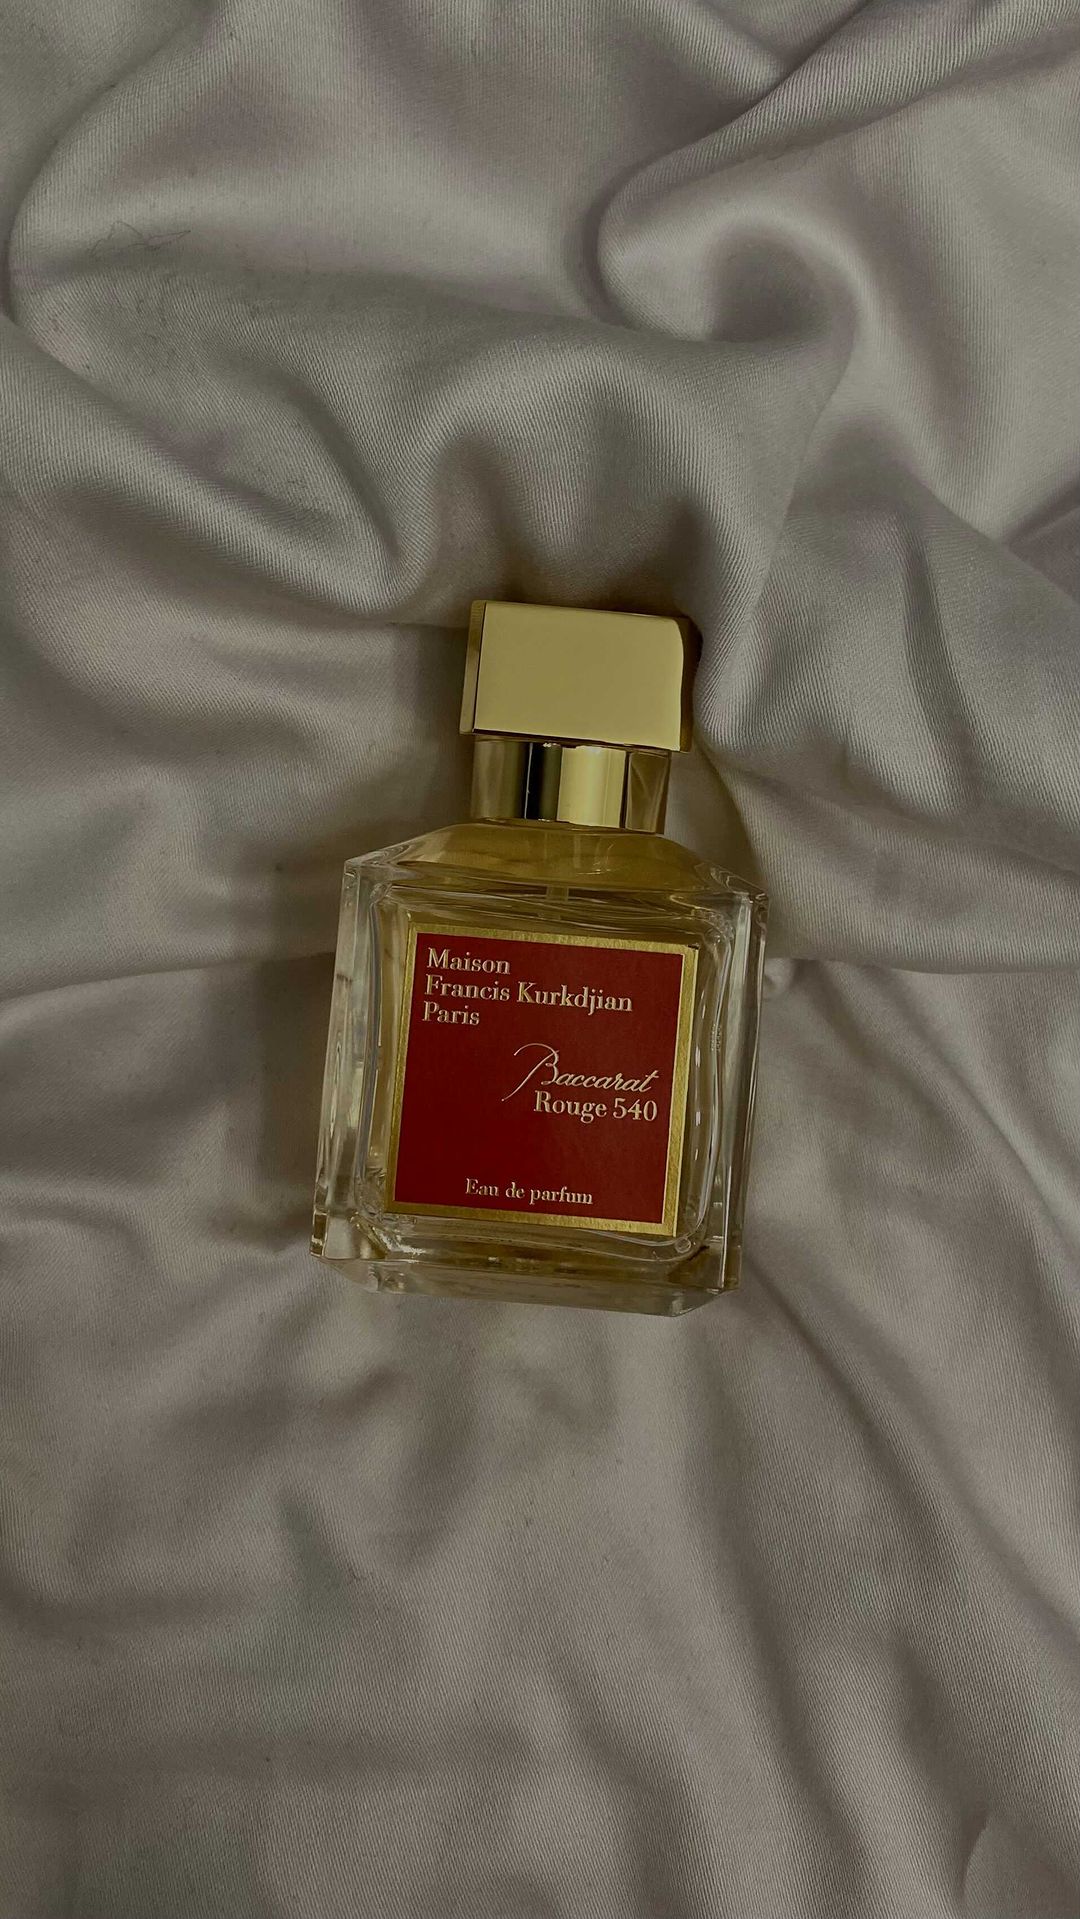 Maison
Francis Kurkdjian
Paris
Baccarat
Rouge 540
Eau de parfum